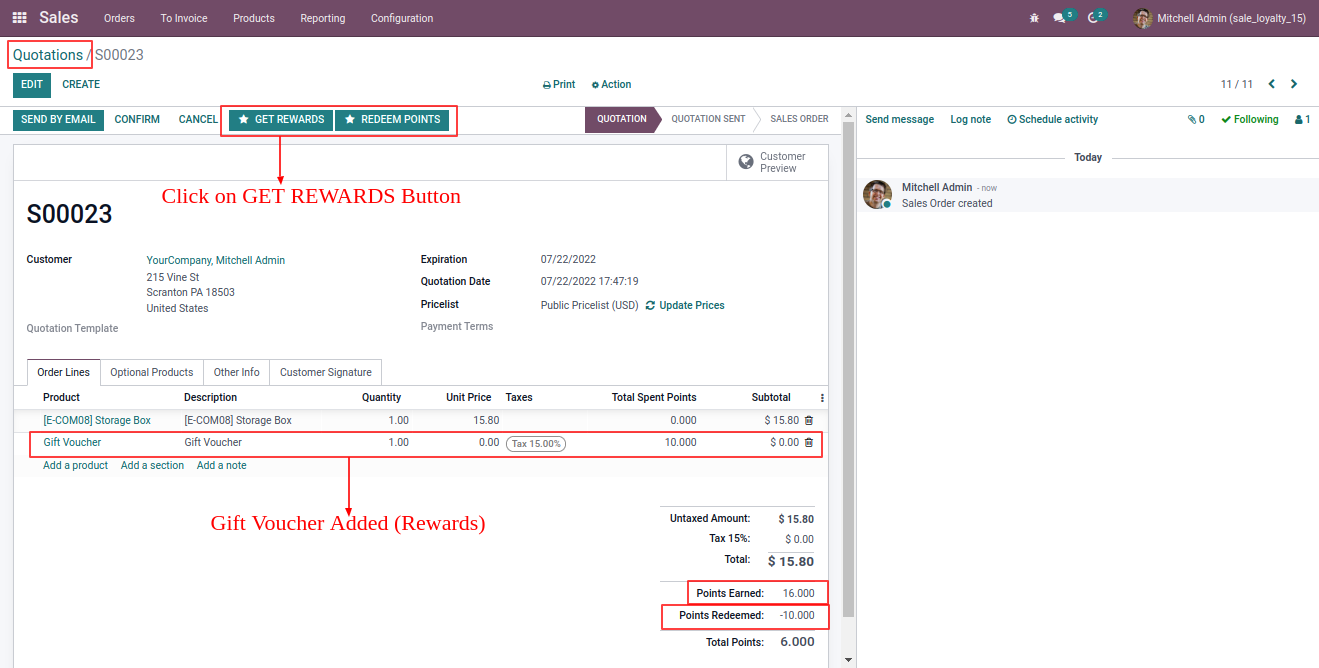 Sales Orders To Invoice Products Reporting Configuration 5 2 Mitchell Admin (sale_loyalty_15)
Quotations / S00023
EDIT CREATE Print Action 11 / 11
SEND BY EMAIL CONFIRM CANCEL GET REWARDS REDEEM POINTS QUOTATION QUOTATION SENT SALES ORDER Send message Log note Schedule activity 0 Following 1
Today
Customer
Preview
Click on GET REWARDS Button
Mitchell Admin - now
Sales Order created
S00023
Customer YourCompany, Mitchell Admin
215 Vine St
Scranton PA 18503
United States
Quotation Template
Expiration 07/22/2022
Quotation Date 07/22/2022 17:47:19
Pricelist Public Pricelist (USD) Update Prices
Payment Terms
Order Lines Optional Products Other Info Customer Signature
Product Description Quantity Unit Price Taxes Total Spent Points Subtotal
[E-COM08] Storage Box [E-COM08] Storage Box 1.00 15.80 0.000 $ 15.80
Gift Voucher Gift Voucher 1.00 0.00 Tax 15.00% 10.000 $ 0.00
Add a product Add a section Add a note
Gift Voucher Added (Rewards)
Untaxed Amount: $ 15.80
Tax 15%: $ 0.00
Total: $ 15.80
Points Earned: 16.000
Points Redeemed: -10.000
Total Points: 6.000